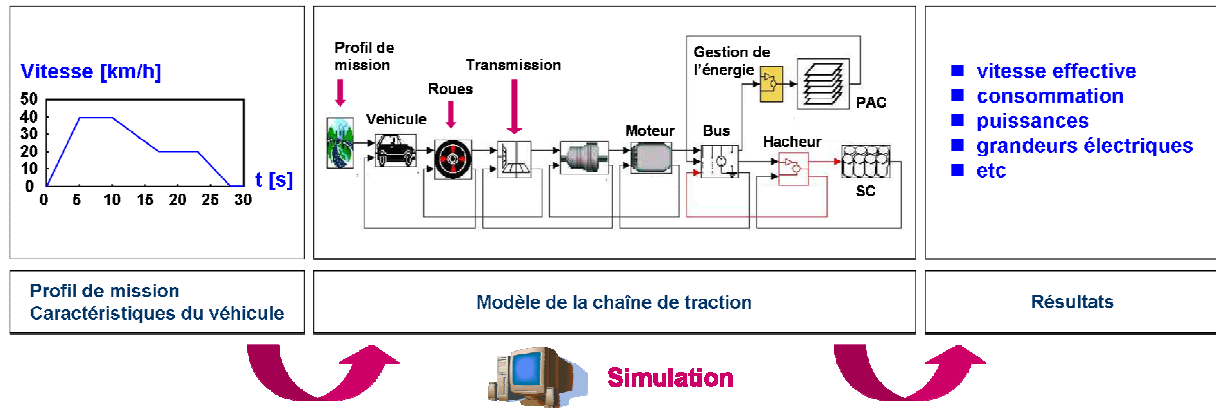 Vitesse [km/h]
50
40
30
20
10
0
0 5 10 15 20 25 30
t [s]
Profil de
mission
Transmission
Roues
Vehicule
Moteur
Bus
Gestion de
l'énergie
PAC
Hacheur
SC
vitesse effective
consommation
puissances
grandeurs électriques
etc
Profil de mission
Caractéristiques du véhicule
Modèle de la chaîne de traction
Résultats
Simulation